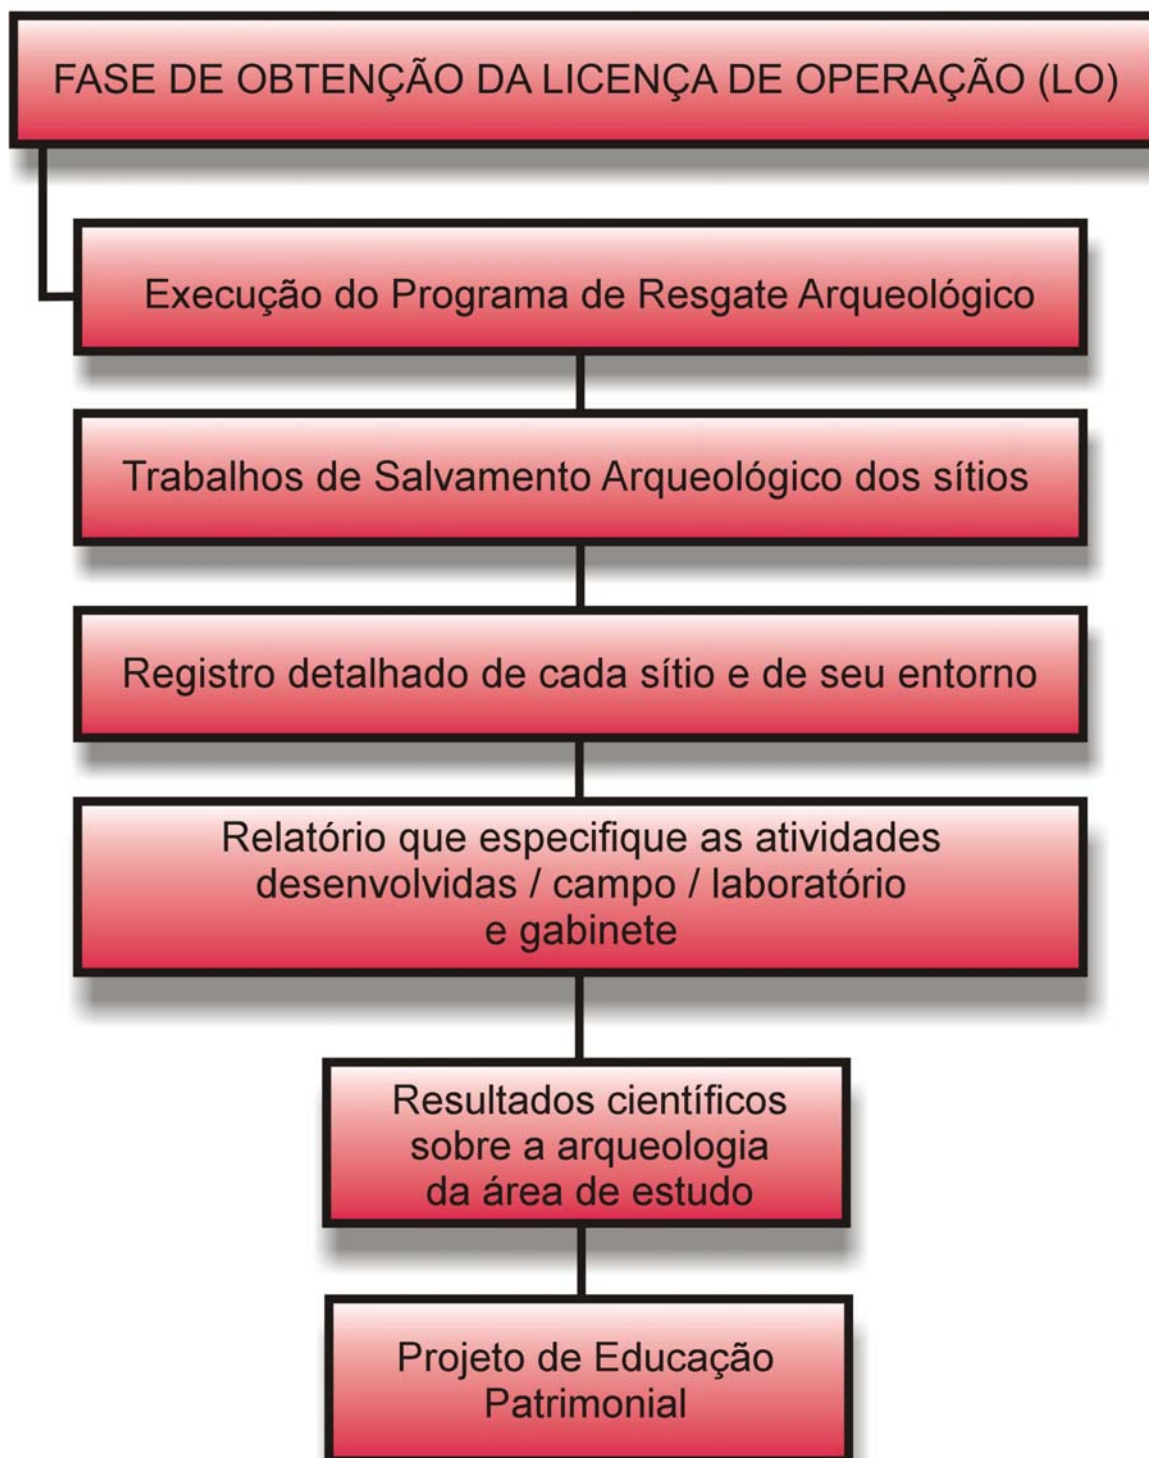 FASE DE OBTENÇÃO DA LICENÇA DE OPERAÇÃO (LO)
Execução do Programa de Resgate Arqueológico
Trabalhos de Salvamento Arqueológico dos sítios
Registro detalhado de cada sítio e de seu entorno
Relatório que especifique as atividades
desenvolvidas / campo / laboratório
e gabinete
Resultados científicos
sobre a arqueologia
da área de estudo
Projeto de Educação
Patrimonial